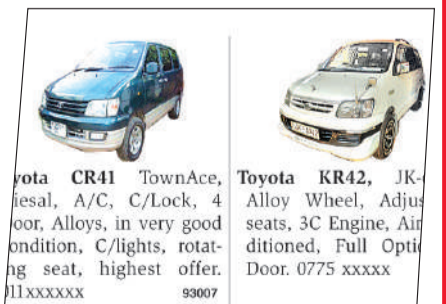 yota CR41 TownAce,
iesal, A/C, C/Lock, 4
oor, Alloys, in very good
ondition, C/lights, rotat-
ng seat, highest offer.
011xxxxxx 93007
Toyota KR42, JK-
Alloy Wheel, Adjus
seats, 3C Engine, Air
ditioned, Full Optio
Door. 0775 xxxxx